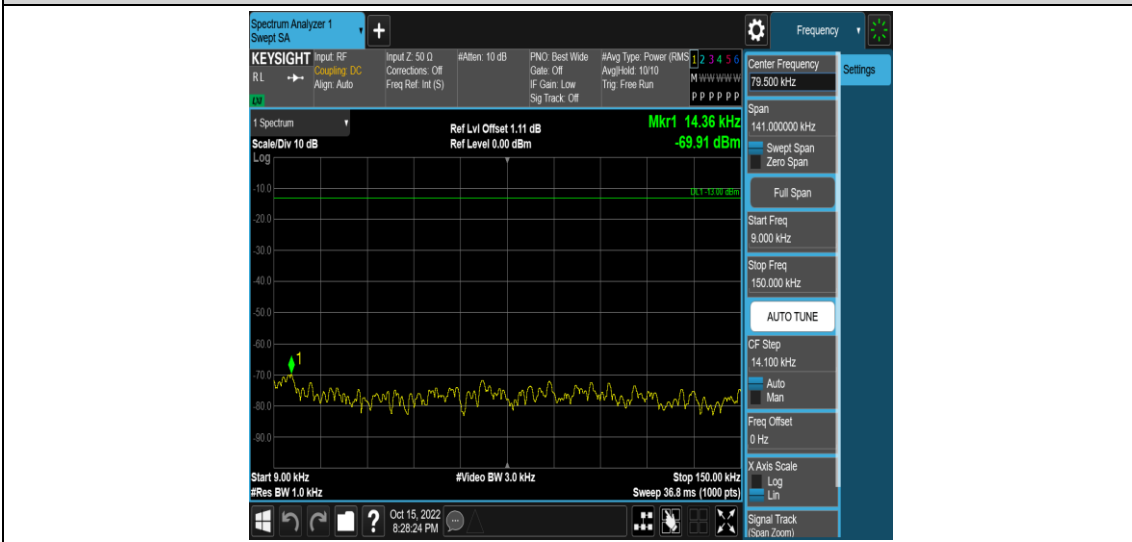 Spectrum Analyzer 1
Swept SA
+
Frequency
KEYSIGHT
RL
LXI
Input: RF
Coupling: DC
Align: Auto
Input Z: 50 Ω
Corrections: Off
Freq Ref: Int (S)
#Atten: 10 dB
PNO: Best Wide
Gate: Off
IF Gain: Low
Sig Track: Off
#Avg Type: Power (RMS
Avg|Hold: 10/10
Trig: Free Run
1 2 3 4 5 6
M W W W W W
P P P P P P
1 Spectrum
Scale/Div 10 dB
Log
Ref Lvl Offset 1.11 dB
Ref Level 0.00 dBm
Mkr1 14.36 kHz
-69.91 dBm
DL1 -13.00 dBm
-10.0
-20.0
-30.0
-40.0
-50.0
-60.0
-70.0
-80.0
-90.0
1
Start 9.00 kHz
#Res BW 1.0 kHz
#Video BW 3.0 kHz
Stop 150.00 kHz
Sweep 36.8 ms (1000 pts)
Center Frequency
79.500 kHz
Settings
Span
141.000000 kHz
Swept Span
Zero Span
Full Span
Start Freq
9.000 kHz
Stop Freq
150.000 kHz
AUTO TUNE
CF Step
14.100 kHz
Auto
Man
Freq Offset
0 Hz
X Axis Scale
Log
Lin
Signal Track
(Span Zoom)
?
Oct 15, 2022
8:28:24 PM